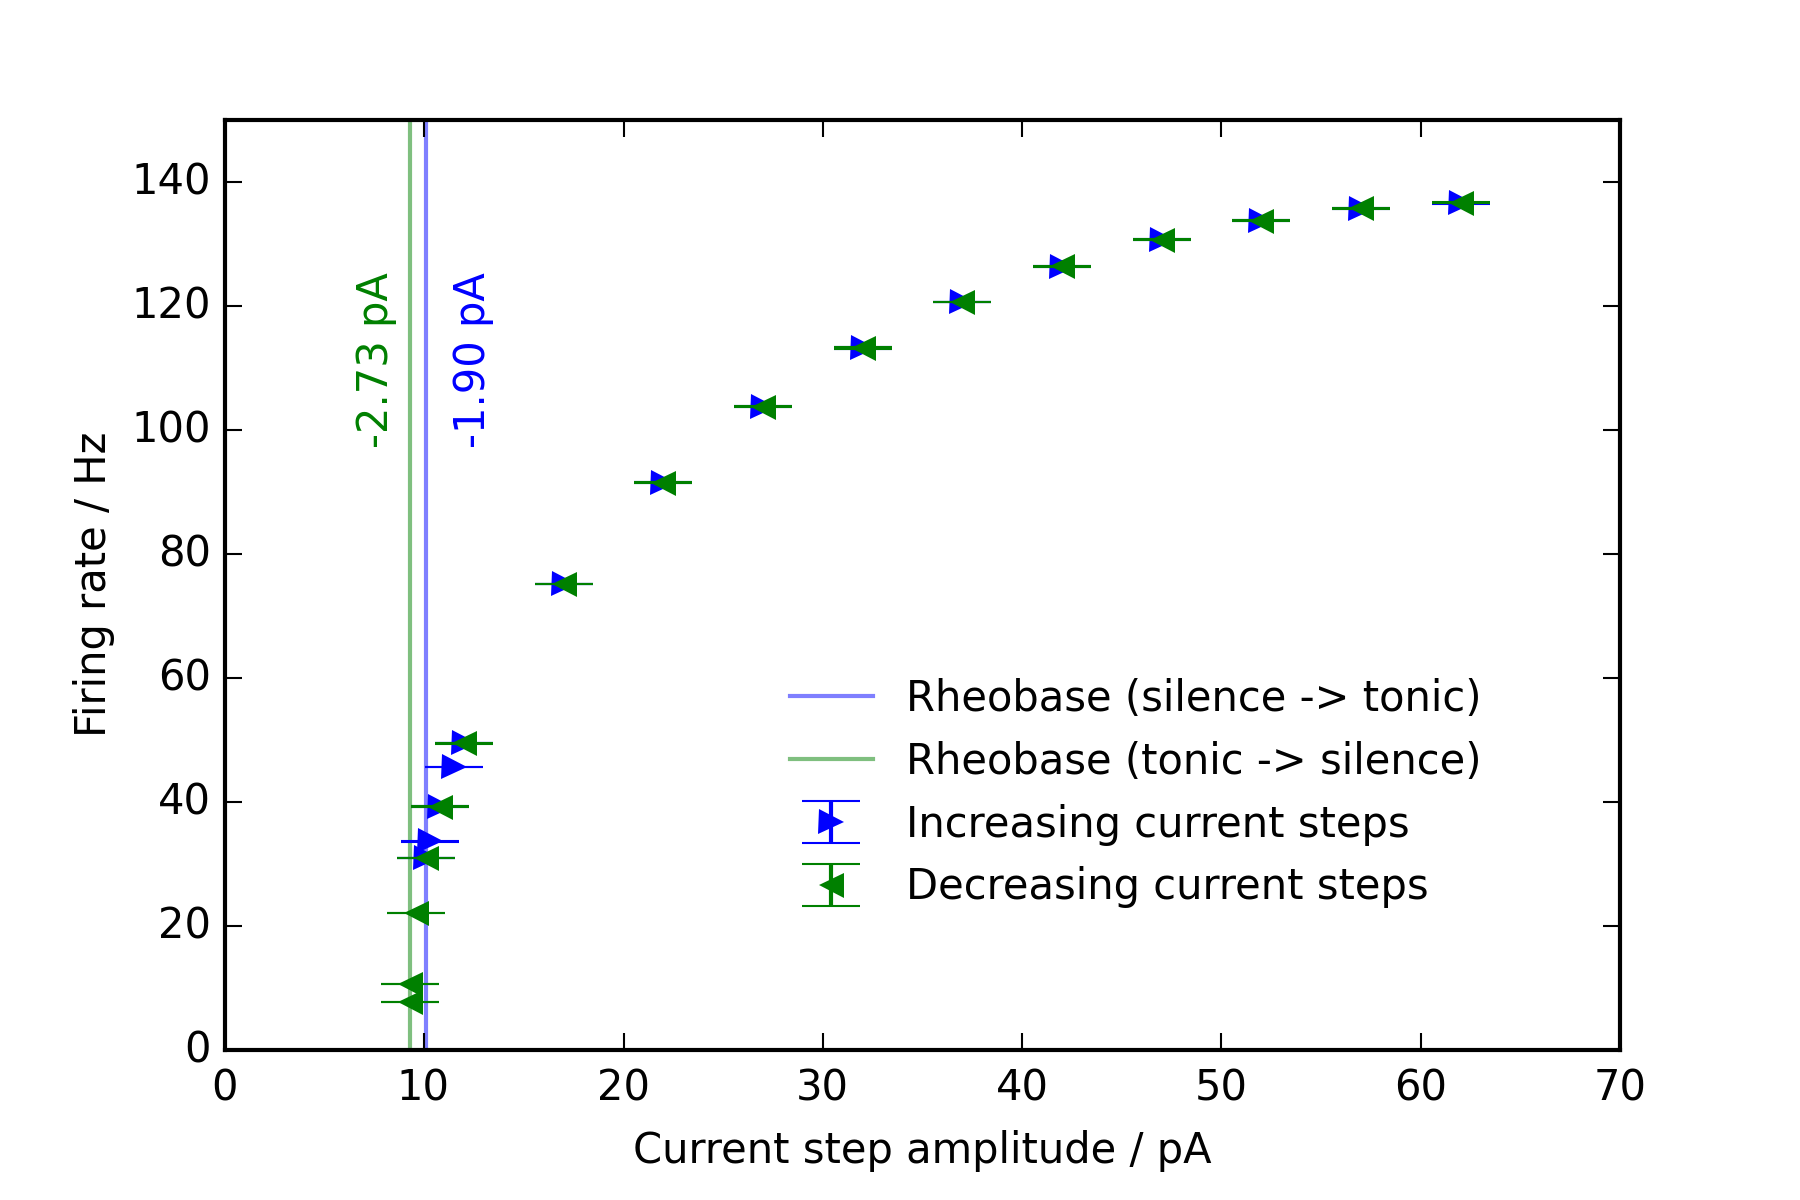 140
120
100
80
60
40
20
0
Firing rate / Hz
-2.73 pA
-1.90 pA
Rheobase (silence -> tonic)
Rheobase (tonic -> silence)
Increasing current steps
Decreasing current steps
0 10 20 30 40 50 60 70
Current step amplitude / pA